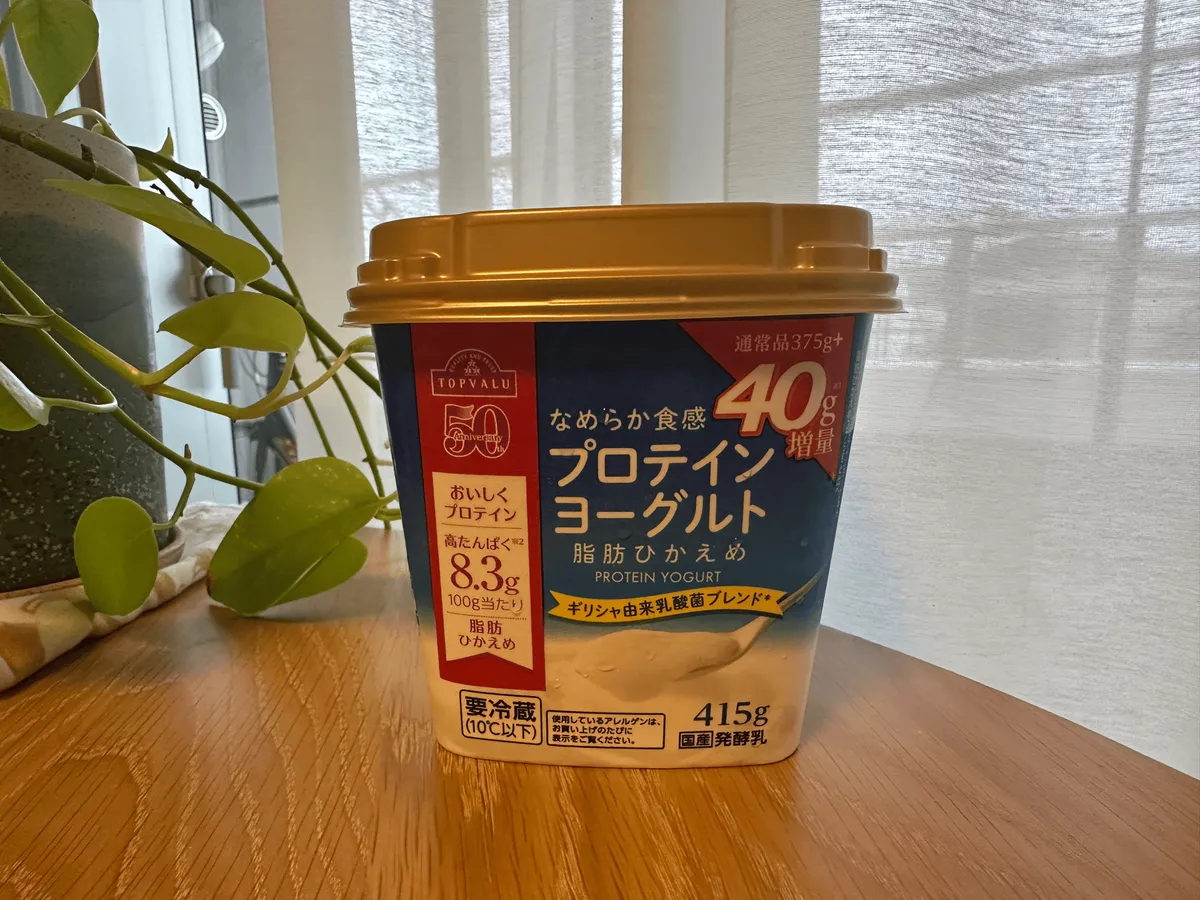 QUALITY AND VALUE
TOPVALU
50th
Anniversary
おいしく
プロテイン
高たんぱく※2
8.3g
100g当たり
脂肪
ひかえめ
通常品375g+
40g
増量
なめらか食感
プロテイン
ヨーグルト
脂肪ひかえめ
PROTEIN YOGURT
ギリシャ由来乳酸菌ブレンド*
要冷蔵
(10℃以下)
使用しているアレルゲンは、
お買い上げのたびに
表示をご覧ください。
415g
国産 発酵乳